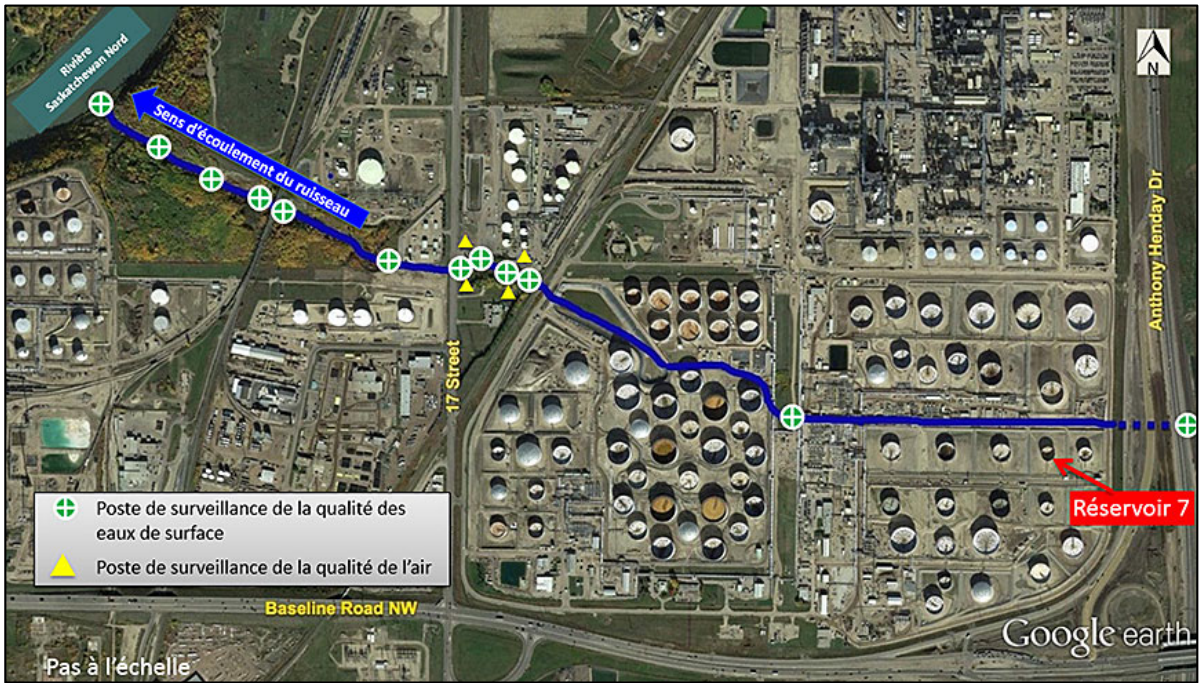 Rivière
Saskatchewan Nord
Sens d'écoulement du ruisseau
N
Anthony Henday Dr
17 Street
Réservoir 7
Poste de surveillance de la qualité des
eaux de surface
Poste de surveillance de la qualité de l'air
Baseline Road NW
Google earth
Pas à l'échelle